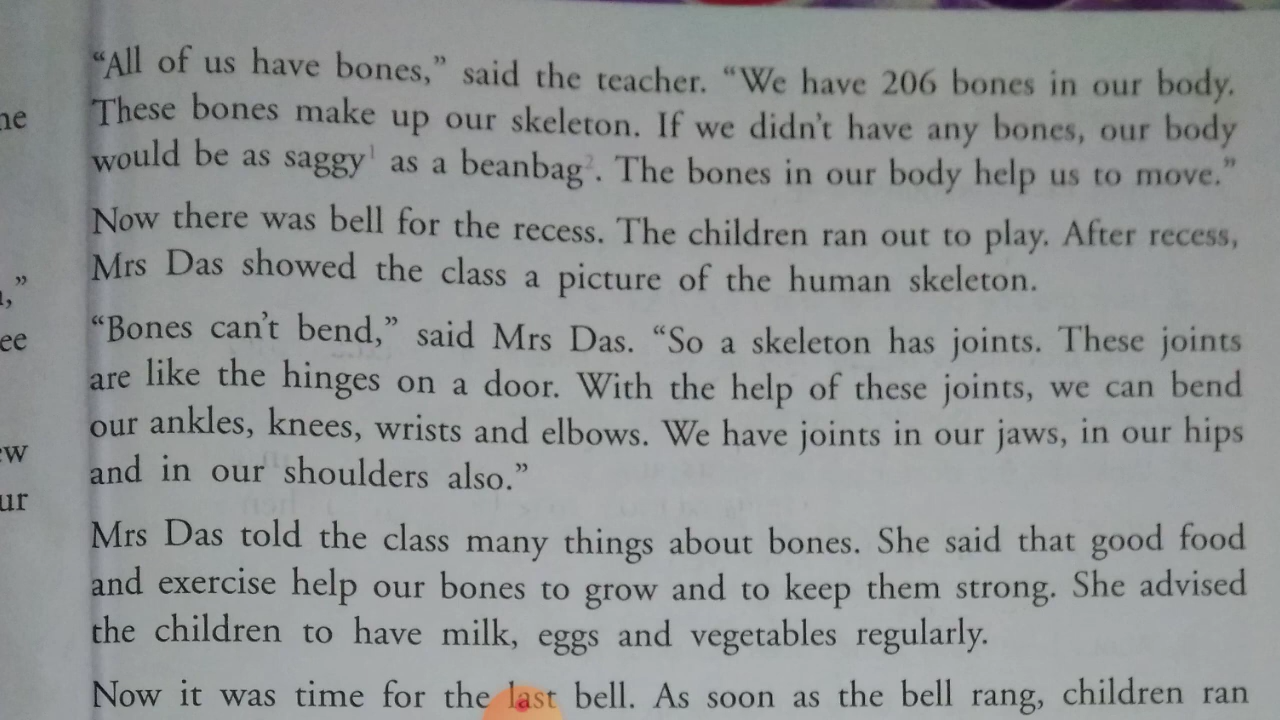 “All of us have bones,” said the teacher. “We have 206 bones in our body.
ne
These bones make up our skeleton. If we didn’t have any bones, our body
would be as saggy¹ as a beanbag². The bones in our body help us to move.”
Now there was bell for the recess. The children ran out to play. After recess,
Mrs Das showed the class a picture of the human skeleton.
,”
“Bones can’t bend,” said Mrs Das. “So a skeleton has joints. These joints
ee
are like the hinges on a door. With the help of these joints, we can bend
our ankles, knees, wrists and elbows. We have joints in our jaws, in our hips
ew
and in our shoulders also.”
ur
Mrs Das told the class many things about bones. She said that good food
and exercise help our bones to grow and to keep them strong. She advised
the children to have milk, eggs and vegetables regularly.
Now it was time for the last bell. As soon as the bell rang, children ran